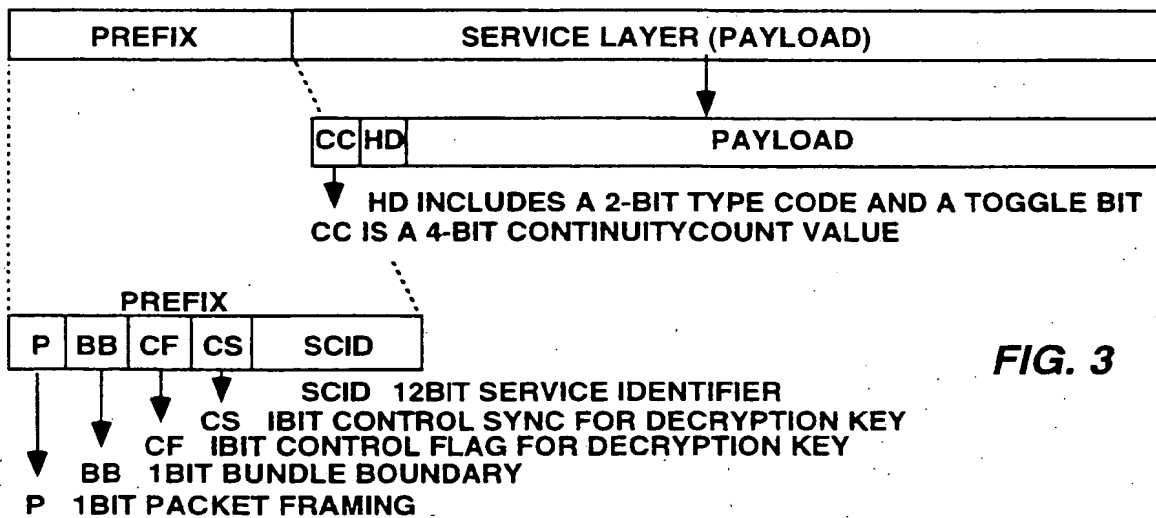 PREFIX SERVICE LAYER (PAYLOAD)
CC HD PAYLOAD
HD INCLUDES A 2-BIT TYPE CODE AND A TOGGLE BIT
CC IS A 4-BIT CONTINUITYCOUNT VALUE
PREFIX
P BB CF CS SCID
FIG. 3
SCID 12BIT SERVICE IDENTIFIER
CS IBIT CONTROL SYNC FOR DECRYPTION KEY
CF IBIT CONTROL FLAG FOR DECRYPTION KEY
BB 1BIT BUNDLE BOUNDARY
P 1BIT PACKET FRAMING